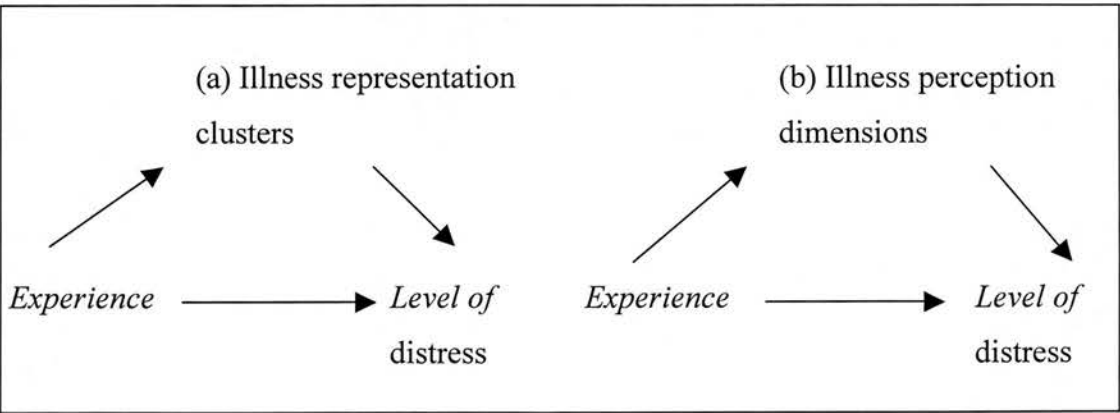 (a) Illness representation
clusters
Experience
Level of
distress
(b) Illness perception
dimensions
Experience
Level of
distress